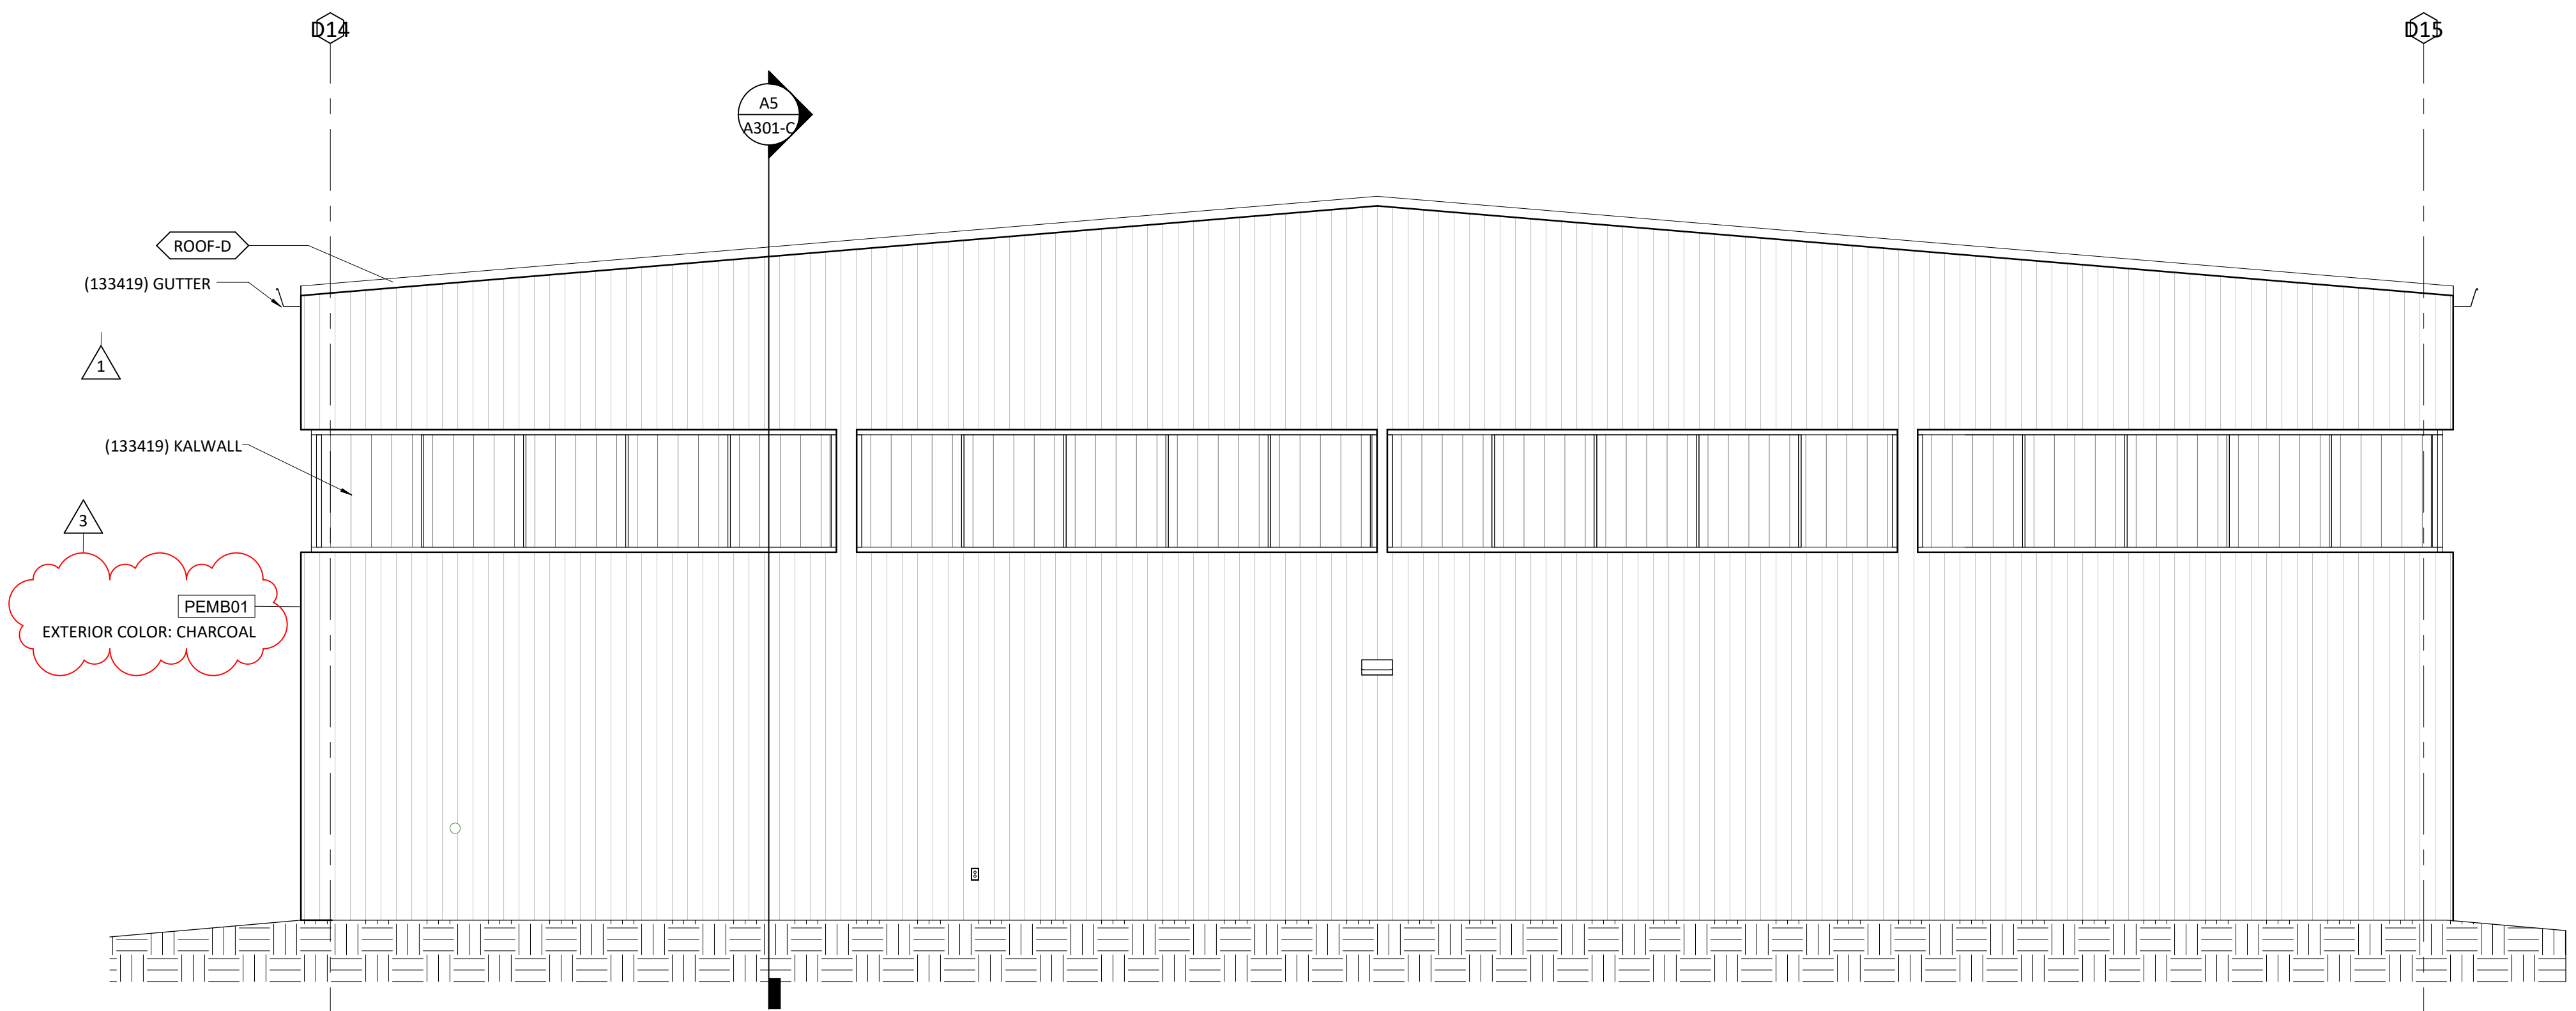 D14
D15
A5
A301-C
ROOF-D
(133419) GUTTER
1
(133419) KALWALL
3
PEMB01
EXTERIOR COLOR: CHARCOAL